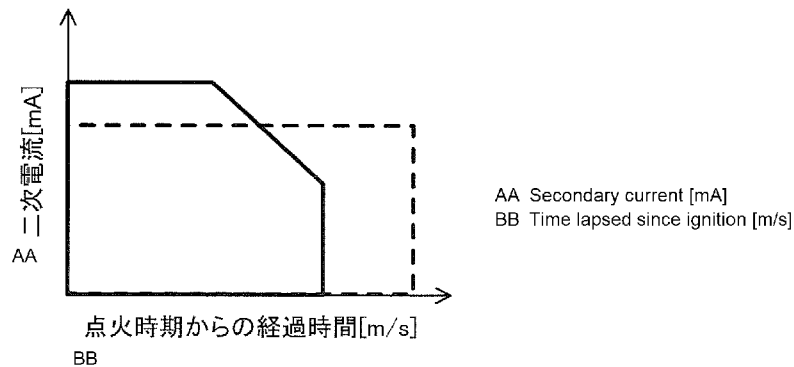 二次電流[mA]
AA
点火時期からの経過時間[m/s]
BB
AA Secondary current [mA]
BB Time lapsed since ignition [m/s]